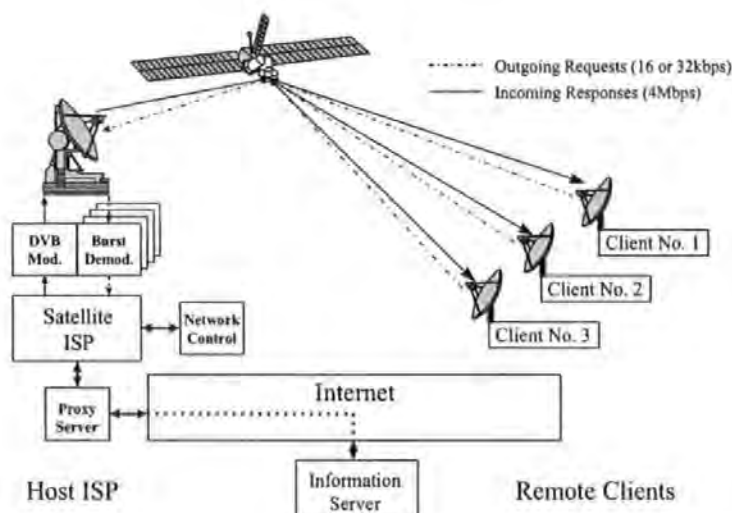 Outgoing Requests (16 or 32kbps)
Incoming Responses (4Mbps)
DVB
Mod.
Burst
Demod.
Client No. 1
Client No. 2
Client No. 3
Satellite
ISP
Network
Control
Proxy
Server
Internet
Information
Server
Host ISP
Remote Clients